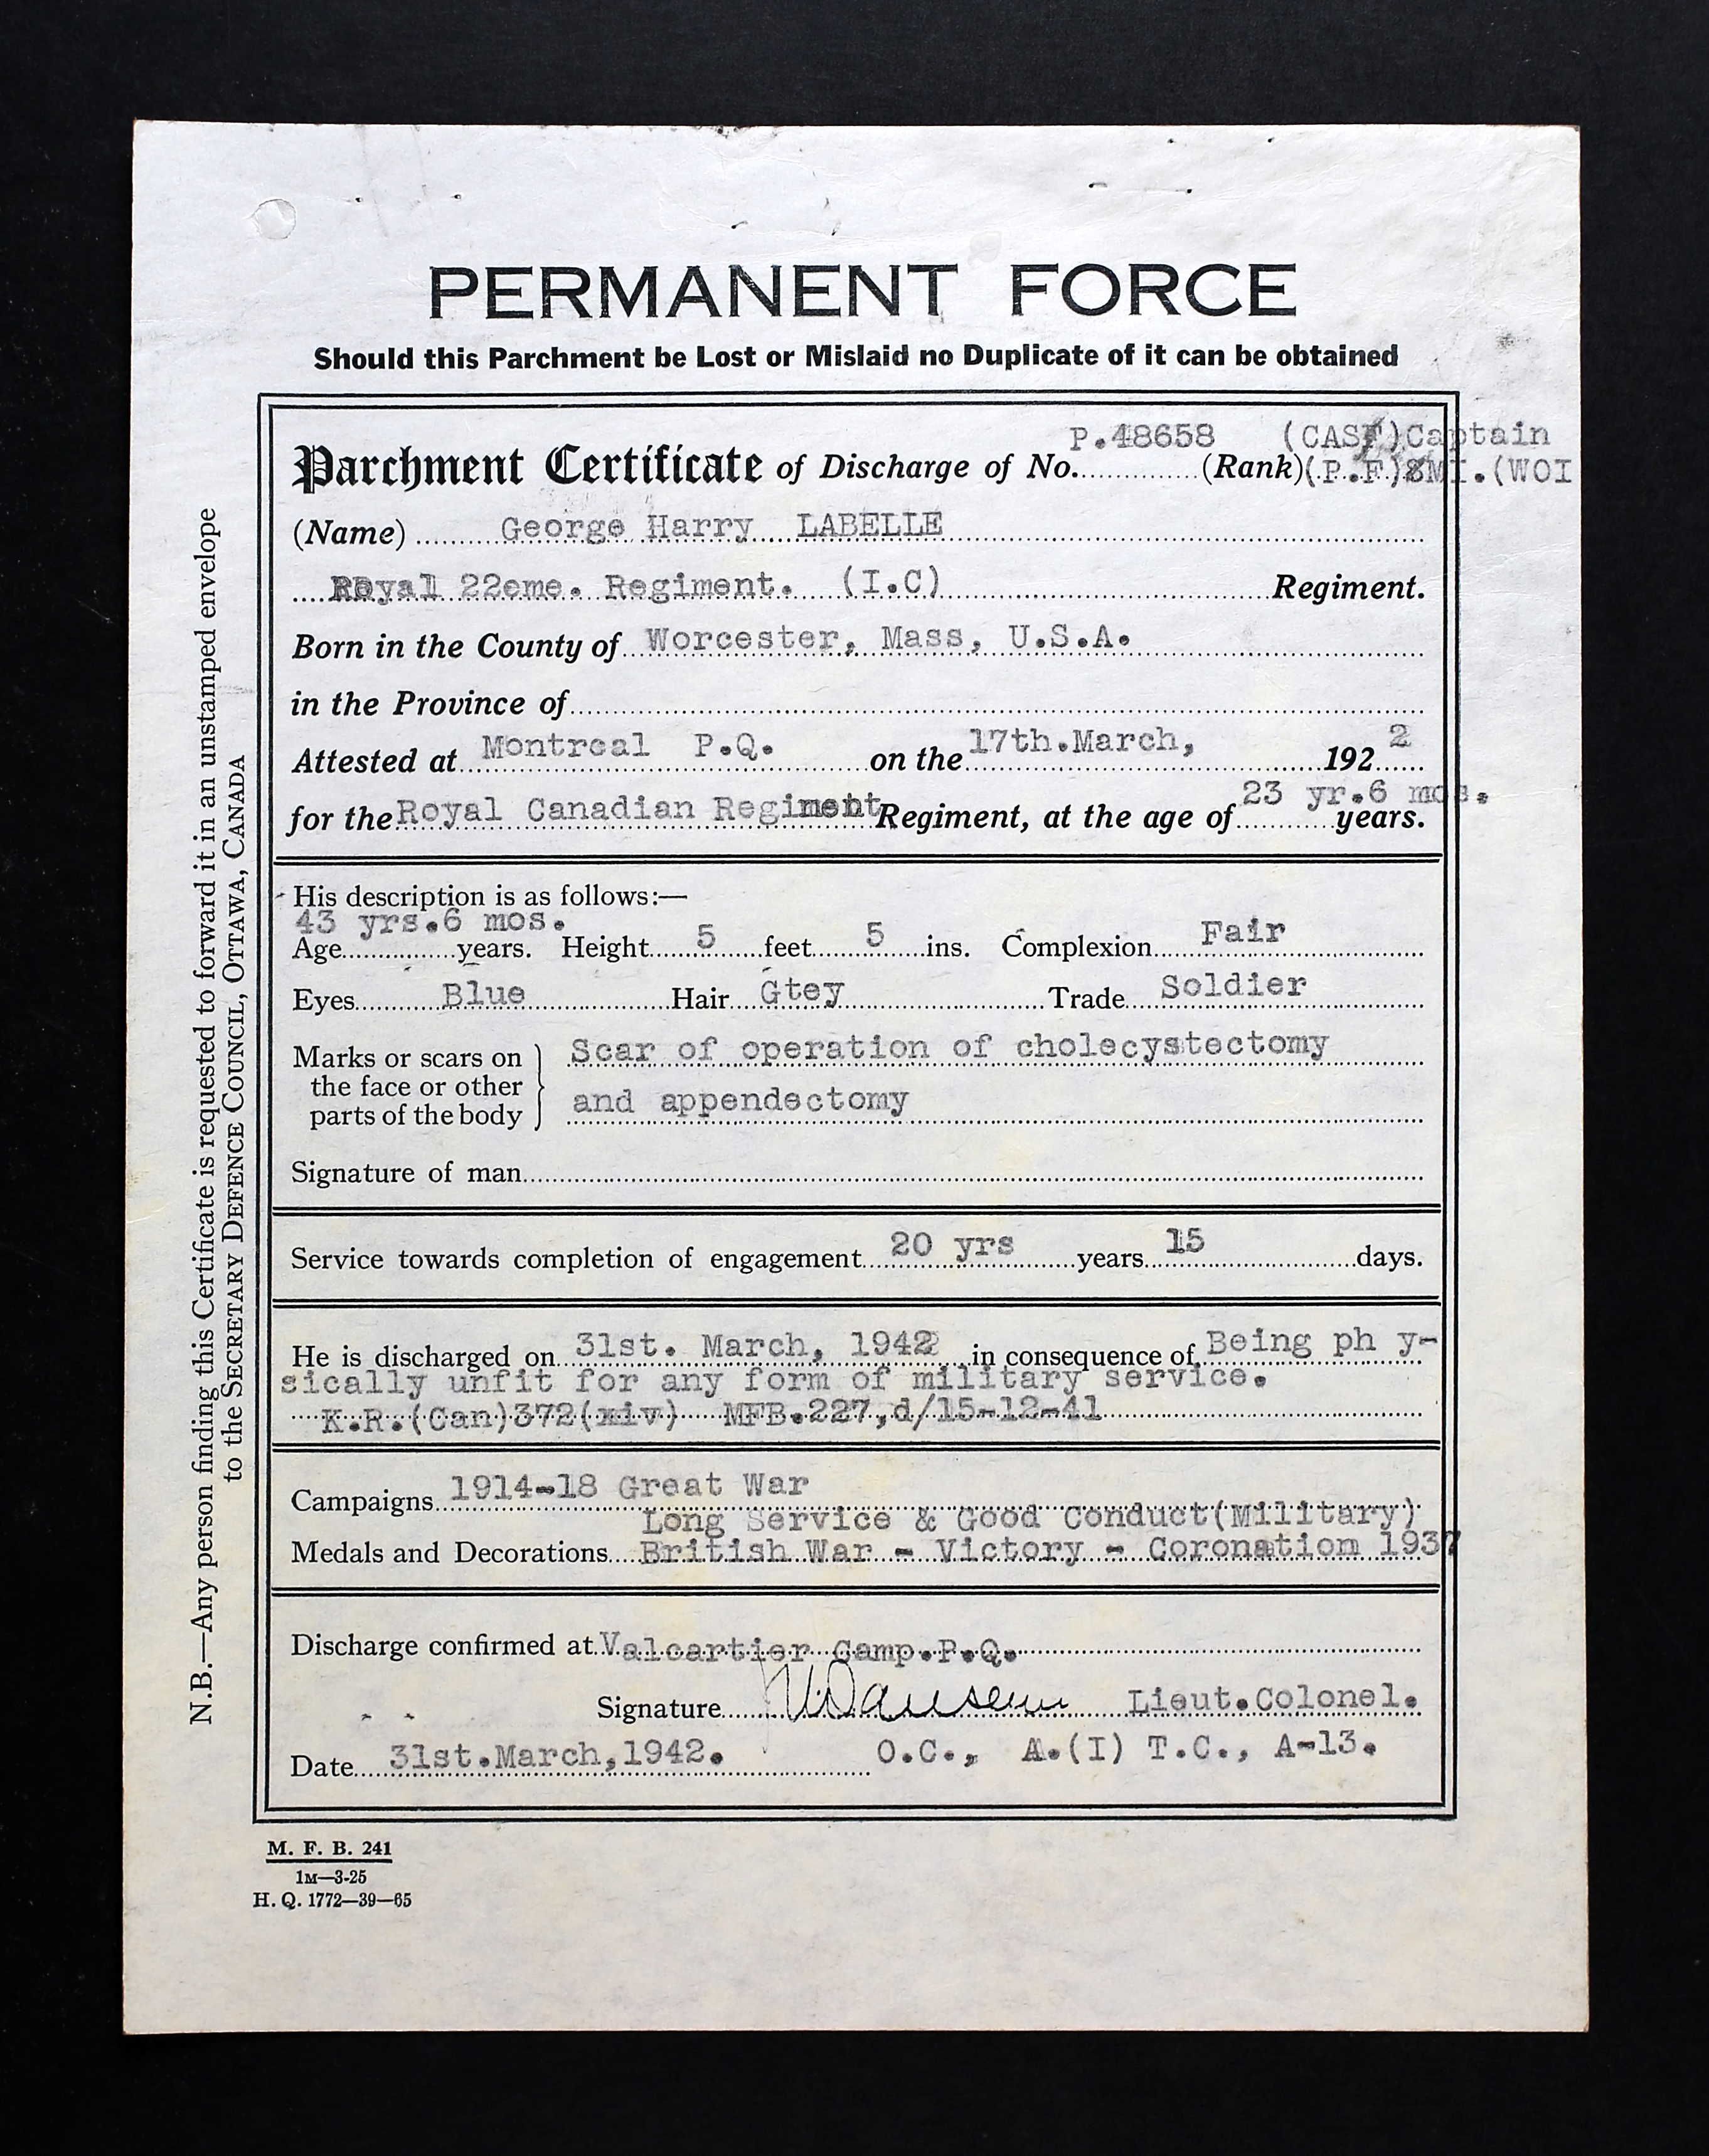 PERMANENT FORCE
Should this Parchment be Lost or Mislaid no Duplicate of it can be obtained
P.48658 (CASF)Captain
Parchment Certificate of Discharge of No. (Rank)(P.F)SMI.(WOI
(Name) George Harry LABELLE
Royal 22eme. Regiment. (I.C) Regiment.
Born in the County of Worcester, Mass, U.S.A.
in the Province of
Attested at Montreal P.Q. on the 17th.March, 1922
for the Royal Canadian Regiment Regiment, at the age of 23 yr.6 mos. years.
His description is as follows:—
43 yrs.6 mos.
Age years. Height 5 feet 5 ins. Complexion Fair
Eyes Blue Hair Gtey Trade Soldier
Marks or scars on the face or other parts of the body } Scar of operation of cholecystectomy
and appendectomy
Signature of man
Service towards completion of engagement 20 yrs years 15 days.
He is discharged on 31st. March, 1942 in consequence of Being ph y-
sically unfit for any form of military service.
K.R.(Can)372(xiv) MFB.227,d/15-12-41
Campaigns 1914-18 Great War
Long Service & Good Conduct(Military)
Medals and Decorations British War - Victory - Coronation 1937
Discharge confirmed at Valcartier Camp.P.Q.
Signature Lieut.Colonel.
Date 31st.March,1942. O.C., A.(I) T.C., A-13.
M. F. B. 241
1M—3-25
H. Q. 1772—39—65
N.B.—Any person finding this Certificate is requested to forward it in an unstamped envelope
to the SECRETARY DEFENCE COUNCIL, OTTAWA, CANADA